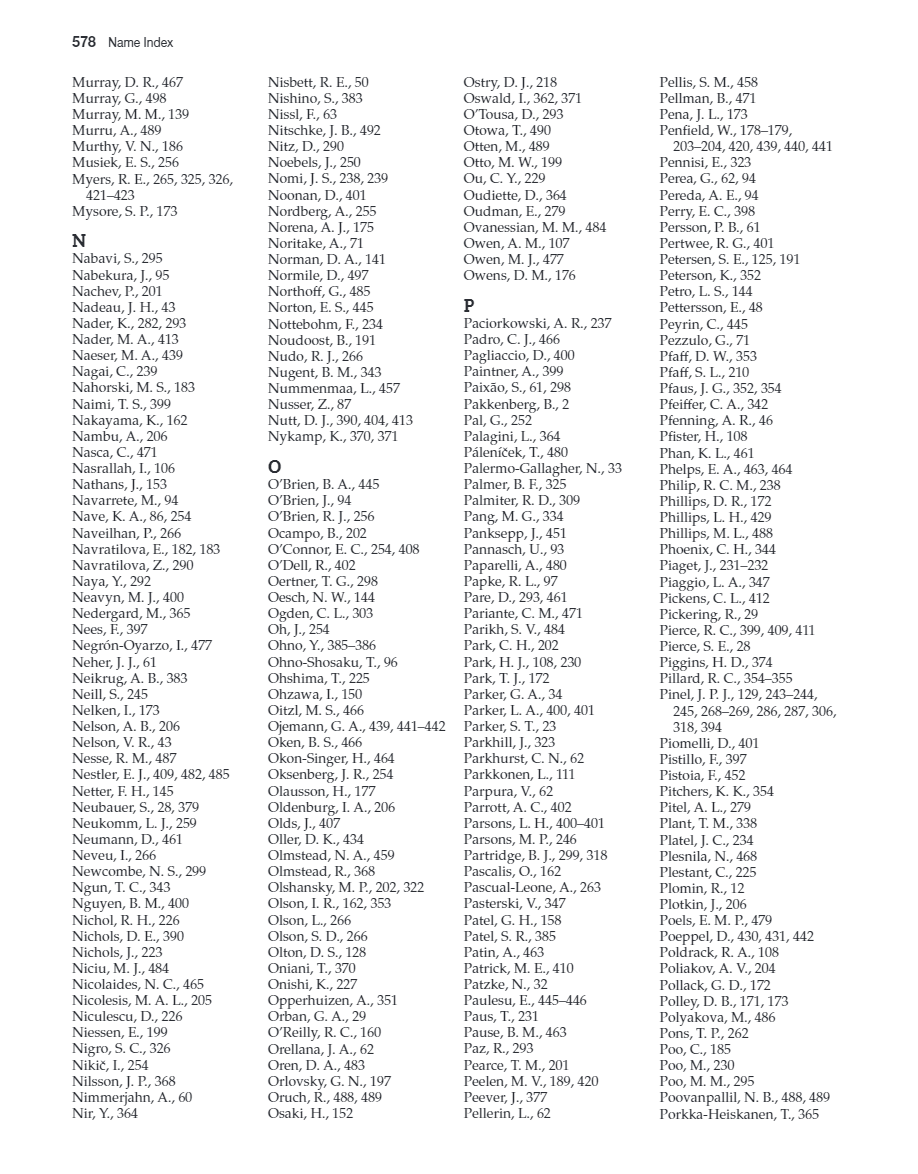 578 Name Index
Murray, D. R., 467
Murray, G., 498
Murray, M. M., 139
Murru, A., 489
Murthy, V. N., 186
Musiek, E. S., 256
Myers, R. E., 265, 325, 326,
421–423
Mysore, S. P., 173
N
Nabavi, S., 295
Nabekura, J., 95
Nachev, P., 201
Nadeau, J. H., 43
Nader, K., 282, 293
Nader, M. A., 413
Naeser, M. A., 439
Nagai, C., 239
Nahorski, M. S., 183
Naimi, T. S., 399
Nakayama, K., 162
Nambu, A., 206
Nasca, C., 471
Nasrallah, I., 106
Nathans, J., 153
Navarrete, M., 94
Nave, K. A., 86, 254
Naveilhan, P., 266
Navratilova, E., 182, 183
Navratilova, Z., 290
Naya, Y., 292
Neavyn, M. J., 400
Nedergard, M., 365
Nees, F., 397
Negrón-Oyarzo, I., 477
Neher, J. J., 61
Neikrug, A. B., 383
Neill, S., 245
Nelken, I., 173
Nelson, A. B., 206
Nelson, V. R., 43
Nesse, R. M., 487
Nestler, E. J., 409, 482, 485
Netter, F. H., 145
Neubauer, S., 28, 379
Neukomm, L. J., 259
Neumann, D., 461
Neveu, I., 266
Newcombe, N. S., 299
Ngun, T. C., 343
Nguyen, B. M., 400
Nichol, R. H., 226
Nichols, D. E., 390
Nichols, J., 223
Niciu, M. J., 484
Nicolaides, N. C., 465
Nicolesis, M. A. L., 205
Niculescu, D., 226
Niessen, E., 199
Nigro, S. C., 326
Nikič, I., 254
Nilsson, J. P., 368
Nimmerjahn, A., 60
Nir, Y., 364
Nisbett, R. E., 50
Nishino, S., 383
Nissl, F., 63
Nitschke, J. B., 492
Nitz, D., 290
Noebels, J., 250
Nomi, J. S., 238, 239
Noonan, D., 401
Nordberg, A., 255
Norena, A. J., 175
Noritake, A., 71
Norman, D. A., 141
Normile, D., 497
Northoff, G., 485
Norton, E. S., 445
Nottebohm, F., 234
Noudoost, B., 191
Nudo, R. J., 266
Nugent, B. M., 343
Nummenmaa, L., 457
Nusser, Z., 87
Nutt, D. J., 390, 404, 413
Nykamp, K., 370, 371
O
O’Brien, B. A., 445
O’Brien, J., 94
O’Brien, R. J., 256
Ocampo, B., 202
O’Connor, E. C., 254, 408
O’Dell, R., 402
Oertner, T. G., 298
Oesch, N. W., 144
Ogden, C. L., 303
Oh, J., 254
Ohno, Y., 385–386
Ohno-Shosaku, T., 96
Ohshima, T., 225
Ohzawa, I., 150
Oitzl, M. S., 466
Ojemann, G. A., 439, 441–442
Oken, B. S., 466
Okon-Singer, H., 464
Oksenberg, J. R., 254
Olausson, H., 177
Oldenburg, I. A., 206
Olds, J., 407
Oller, D. K., 434
Olmstead, N. A., 459
Olmstead, R., 368
Olshansky, M. P., 202, 322
Olson, I. R., 162, 353
Olson, L., 266
Olson, S. D., 266
Olton, D. S., 128
Oniani, T., 370
Onishi, K., 227
Opperhuizen, A., 351
Orban, G. A., 29
O’Reilly, R. C., 160
Orellana, J. A., 62
Oren, D. A., 483
Orlovsky, G. N., 197
Oruch, R., 488, 489
Osaki, H., 152
Ostry, D. J., 218
Oswald, I., 362, 371
O’Tousa, D., 293
Otowa, T., 490
Otten, M., 489
Otto, M. W., 199
Ou, C. Y., 229
Oudiette, D., 364
Oudman, E., 279
Ovanessian, M. M., 484
Owen, A. M., 107
Owen, M. J., 477
Owens, D. M., 176
P
Paciorkowski, A. R., 237
Padro, C. J., 466
Pagliaccio, D., 400
Paintner, A., 399
Paixão, S., 61, 298
Pakkenberg, B., 2
Pal, G., 252
Palagini, L., 364
Páleníček, T., 480
Palermo-Gallagher, N., 33
Palmer, B. F., 325
Palmiter, R. D., 309
Pang, M. G., 334
Panksepp, J., 451
Pannasch, U., 93
Paparelli, A., 480
Papke, R. L., 97
Pare, D., 293, 461
Pariante, C. M., 471
Parikh, S. V., 484
Park, C. H., 202
Park, H. J., 108, 230
Park, T. J., 172
Parker, G. A., 34
Parker, L. A., 400, 401
Parker, S. T., 23
Parkhill, J., 323
Parkhurst, C. N., 62
Parkkonen, L., 111
Parpura, V., 62
Parrott, A. C., 402
Parsons, L. H., 400–401
Parsons, M. P., 246
Partridge, B. J., 299, 318
Pascalis, O., 162
Pascual-Leone, A., 263
Pasterski, V., 347
Patel, G. H., 158
Patel, S. R., 385
Patin, A., 463
Patrick, M. E., 410
Patzke, N., 32
Paulesu, E., 445–446
Paus, T., 231
Pause, B. M., 463
Paz, R., 293
Pearce, T. M., 201
Peelen, M. V., 189, 420
Peever, J., 377
Pellerin, L., 62
Pellis, S. M., 458
Pellman, B., 471
Pena, J. L., 173
Penfield, W., 178–179,
203–204, 420, 439, 440, 441
Pennisi, E., 323
Perea, G., 62, 94
Pereda, A. E., 94
Perry, E. C., 398
Persson, P. B., 61
Pertwee, R. G., 401
Petersen, S. E., 125, 191
Peterson, K., 352
Petro, L. S., 144
Pettersson, E., 48
Peyrin, C., 445
Pezzulo, G., 71
Pfaff, D. W., 353
Pfaff, S. L., 210
Pfaus, J. G., 352, 354
Pfeiffer, C. A., 342
Pfenning, A. R., 46
Pfister, H., 108
Phan, K. L., 461
Phelps, E. A., 463, 464
Philip, R. C. M., 238
Phillips, D. R., 172
Phillips, L. H., 429
Phillips, M. L., 488
Phoenix, C. H., 344
Piaget, J., 231–232
Piaggio, L. A., 347
Pickens, C. L., 412
Pickering, R., 29
Pierce, R. C., 399, 409, 411
Pierce, S. E., 28
Piggins, H. D., 374
Pillard, R. C., 354–355
Pinel, J. P. J., 129, 243–244,
245, 268–269, 286, 287, 306,
318, 394
Piomelli, D., 401
Pistillo, F., 397
Pistoia, F., 452
Pitchers, K. K., 354
Pitel, A. L., 279
Plant, T. M., 338
Platel, J. C., 234
Plesnila, N., 468
Plestant, C., 225
Plomin, R., 12
Plotkin, J., 206
Poels, E. M. P., 479
Poeppel, D., 430, 431, 442
Poldrack, R. A., 108
Poliakov, A. V., 204
Pollack, G. D., 172
Polley, D. B., 171, 173
Polyakova, M., 486
Pons, T. P., 262
Poo, C., 185
Poo, M., 230
Poo, M. M., 295
Poovanpallil, N. B., 488, 489
Porkka-Heiskanen, T., 365